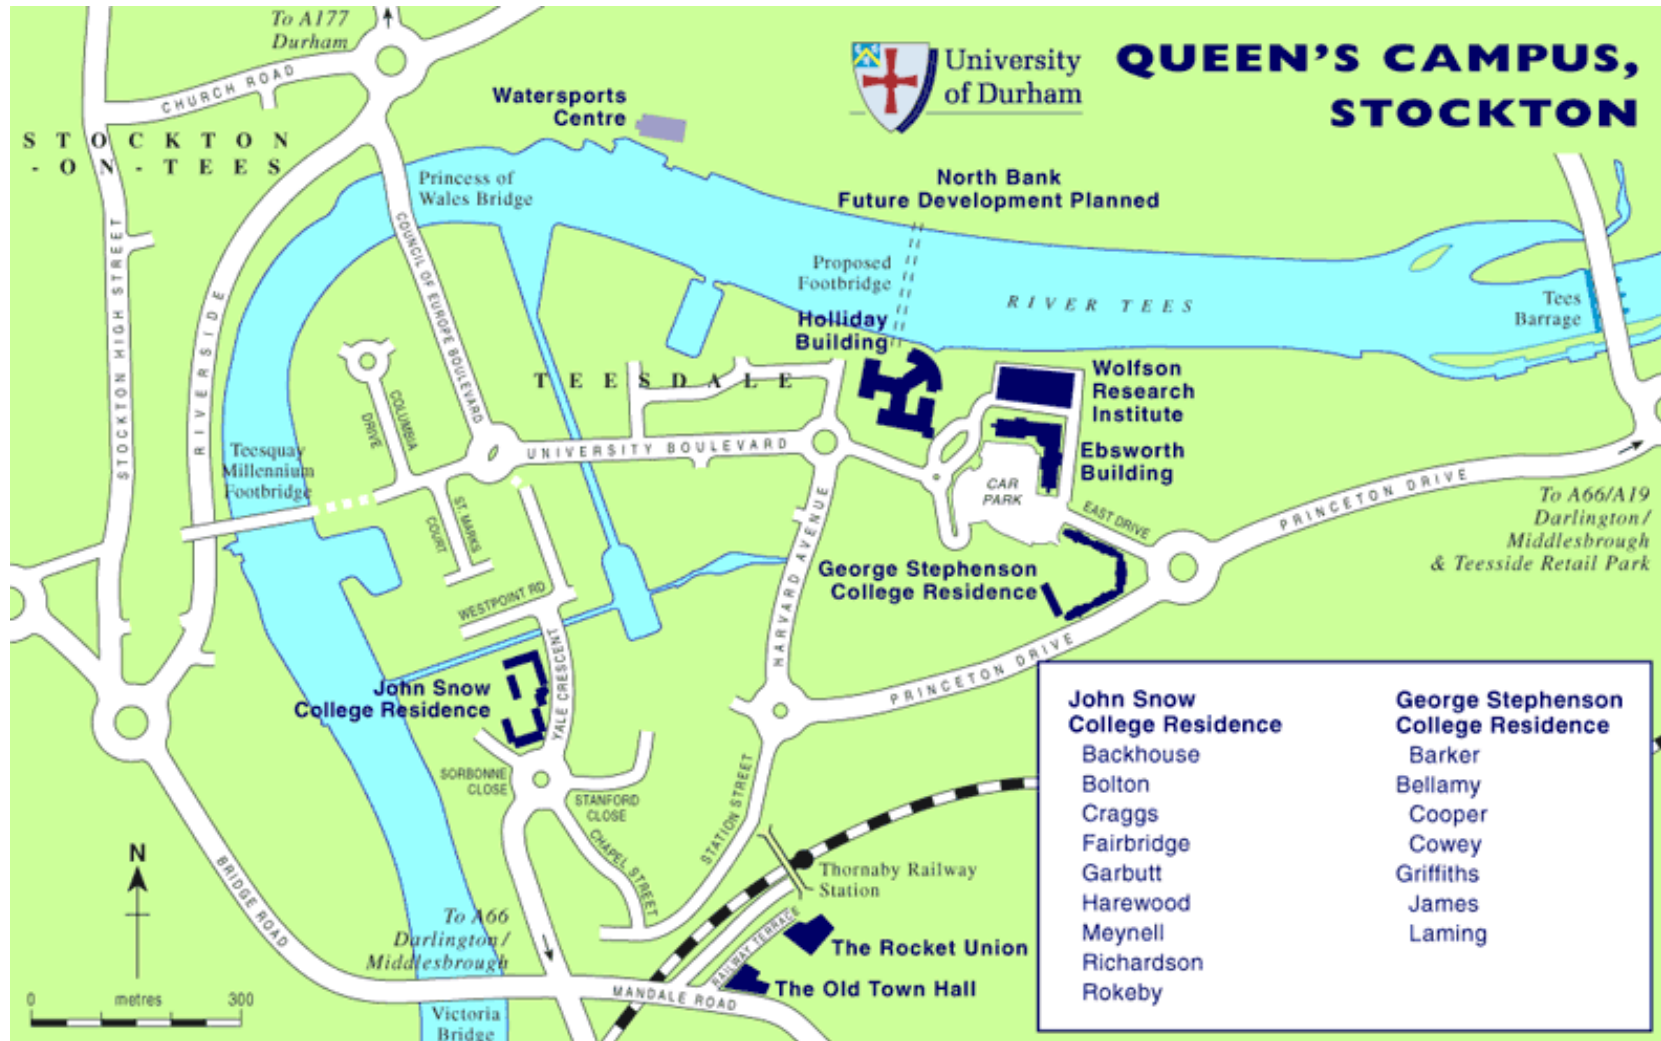 To A177
Durham
CHURCH ROAD
STOCKTON
-ON-TEES
Watersports
Centre
University
of Durham
QUEEN'S CAMPUS,
STOCKTON
Princess of
Wales Bridge
North Bank
Future Development Planned
COUNCIL OF EUROPE BOULEVARD
STOCKTON HIGH STREET
RIVERSIDE
Proposed
Footbridge
RIVER TEES
Tees
Barrage
Holliday
Building
TEESDALE
Wolfson
Research
Institute
COLUMBIA
DRIVE
UNIVERSITY BOULEVARD
Ebsworth
Building
Teesquay
Millennium
Footbridge
CAR
PARK
PRINCETON DRIVE
To A66/A19
Darlington/
Middlesbrough
& Teesside Retail Park
ST. MARKS
COURT
EAST DRIVE
HARVARD AVENUE
George Stephenson
College Residence
WESTPOINT RD
YALE CRESCENT
PRINCETON DRIVE
John Snow
College Residence
SORBONNE
CLOSE
STANFORD
CLOSE
CHAPEL STREET
STATION STREET
Thornaby Railway
Station
N
BRIDGE ROAD
To A66
Darlington/
Middlesbrough
RAILWAY TERRACE
The Rocket Union
The Old Town Hall
MANDALE ROAD
Victoria
Bridge
0 metres 300
John Snow
College Residence
Backhouse
Bolton
Craggs
Fairbridge
Garbutt
Harewood
Meynell
Richardson
Rokeby
George Stephenson
College Residence
Barker
Bellamy
Cooper
Cowey
Griffiths
James
Laming